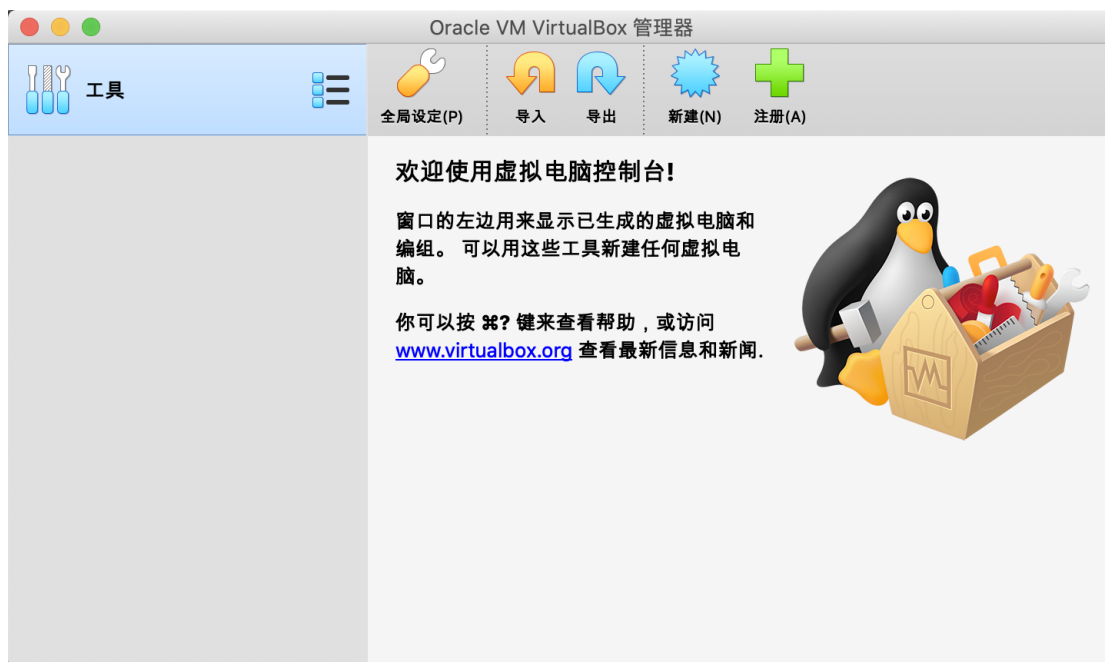 Oracle VM VirtualBox 管理器
工具
全局设定(P)
导入
导出
新建(N)
注册(A)
欢迎使用虚拟电脑控制台!
窗口的左边用来显示已生成的虚拟电脑和
编组。 可以用这些工具新建任何虚拟电
脑。
你可以按 ⌘? 键来查看帮助，或访问
www.virtualbox.org 查看最新信息和新闻.